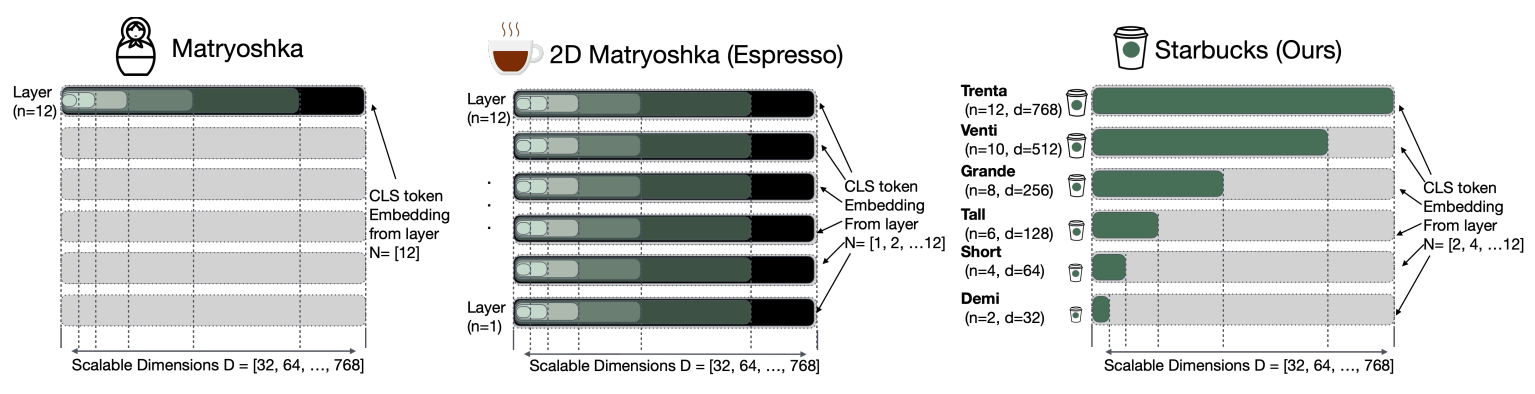 Matryoshka
Layer
(n=12)
CLS token
Embedding
from layer
N= [12]
Scalable Dimensions D = [32, 64, …, 768]
2D Matryoshka (Espresso)
Layer
(n=12)
.
.
.
Layer
(n=1)
CLS token
Embedding
From layer
N= [1, 2, …12]
Scalable Dimensions D = [32, 64, …, 768]
Starbucks (Ours)
Trenta
(n=12, d=768)
Venti
(n=10, d=512)
Grande
(n=8, d=256)
Tall
(n=6, d=128)
Short
(n=4, d=64)
Demi
(n=2, d=32)
CLS token
Embedding
From layer
N= [2, 4, …12]
Scalable Dimensions D = [32, 64, …, 768]